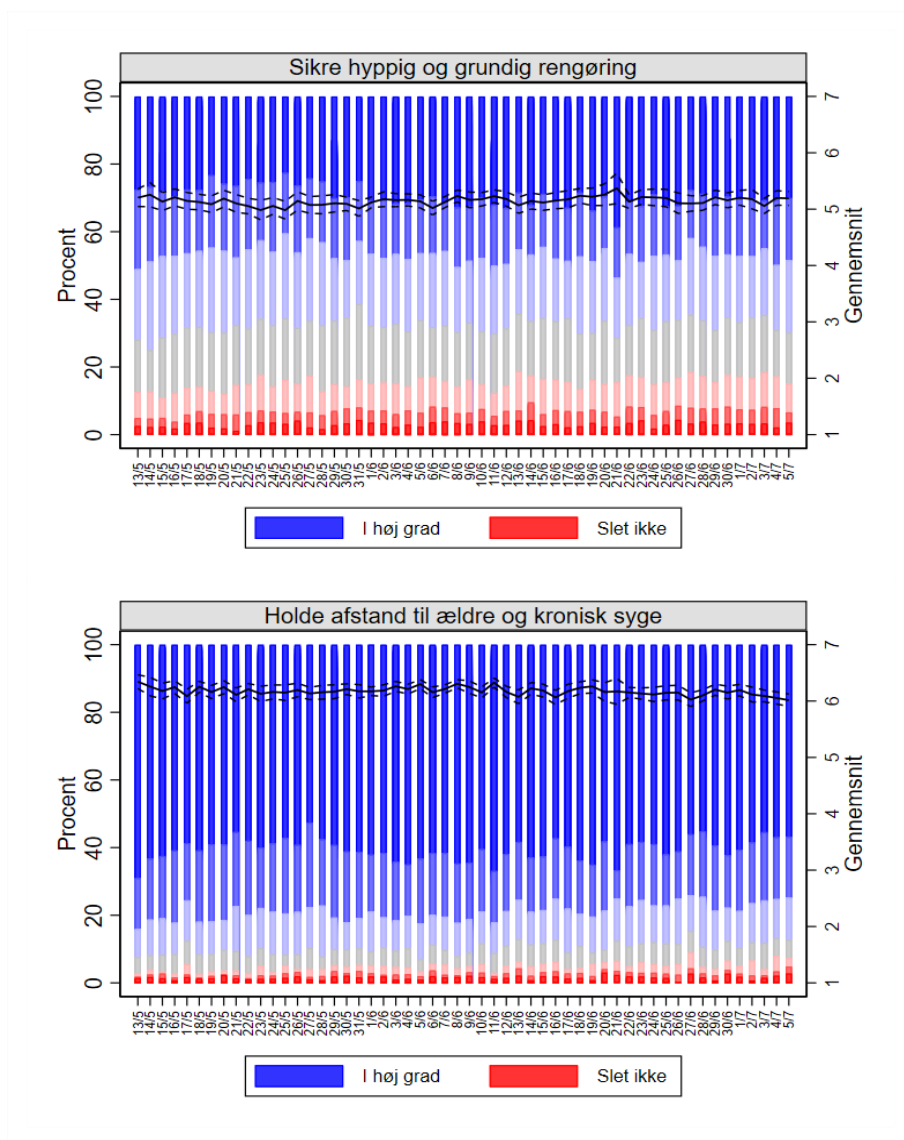 Sikre hyppig og grundig rengøring
Procent
0 20 40 60 80 100
Gennemsnit
1 2 3 4 5 6 7
13/5 14/5 15/5 16/5 17/5 18/5 19/5 20/5 21/5 22/5 23/5 24/5 25/5 26/5 27/5 28/5 29/5 30/5 31/5 1/6 2/6 3/6 4/6 5/6 6/6 7/6 8/6 9/6 10/6 11/6 12/6 13/6 14/6 15/6 16/6 17/6 18/6 19/6 20/6 21/6 22/6 23/6 24/6 25/6 26/6 27/6 28/6 29/6 30/6 1/7 2/7 3/7 4/7 5/7
I høj grad Slet ikke
Holde afstand til ældre og kronisk syge
Procent
0 20 40 60 80 100
Gennemsnit
1 2 3 4 5 6 7
13/5 14/5 15/5 16/5 17/5 18/5 19/5 20/5 21/5 22/5 23/5 24/5 25/5 26/5 27/5 28/5 29/5 30/5 31/5 1/6 2/6 3/6 4/6 5/6 6/6 7/6 8/6 9/6 10/6 11/6 12/6 13/6 14/6 15/6 16/6 17/6 18/6 19/6 20/6 21/6 22/6 23/6 24/6 25/6 26/6 27/6 28/6 29/6 30/6 1/7 2/7 3/7 4/7 5/7
I høj grad Slet ikke